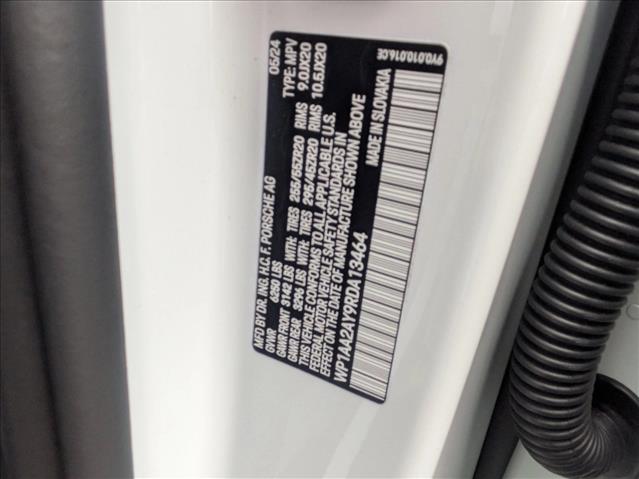 MFD BY DR. ING. H.C. F. PORSCHE AG 05/24
GVWR 6250 LBS TYPE: MPV
GAWR FRONT 3142 LBS WITH: TIRES 255/55ZR20 RIMS 9.0JX20
GAWR REAR 3296 LBS WITH: TIRES 295/45ZR20 RIMS 10.5JX20
THIS VEHICLE CONFORMS TO ALL APPLICABLE U.S.
FEDERAL MOTOR VEHICLE SAFETY STANDARDS IN
EFFECT ON THE DATE OF MANUFACTURE SHOWN ABOVE
WP1AA2AY9RDA13464 MADE IN SLOVAKIA
9Y0.010.016.CE